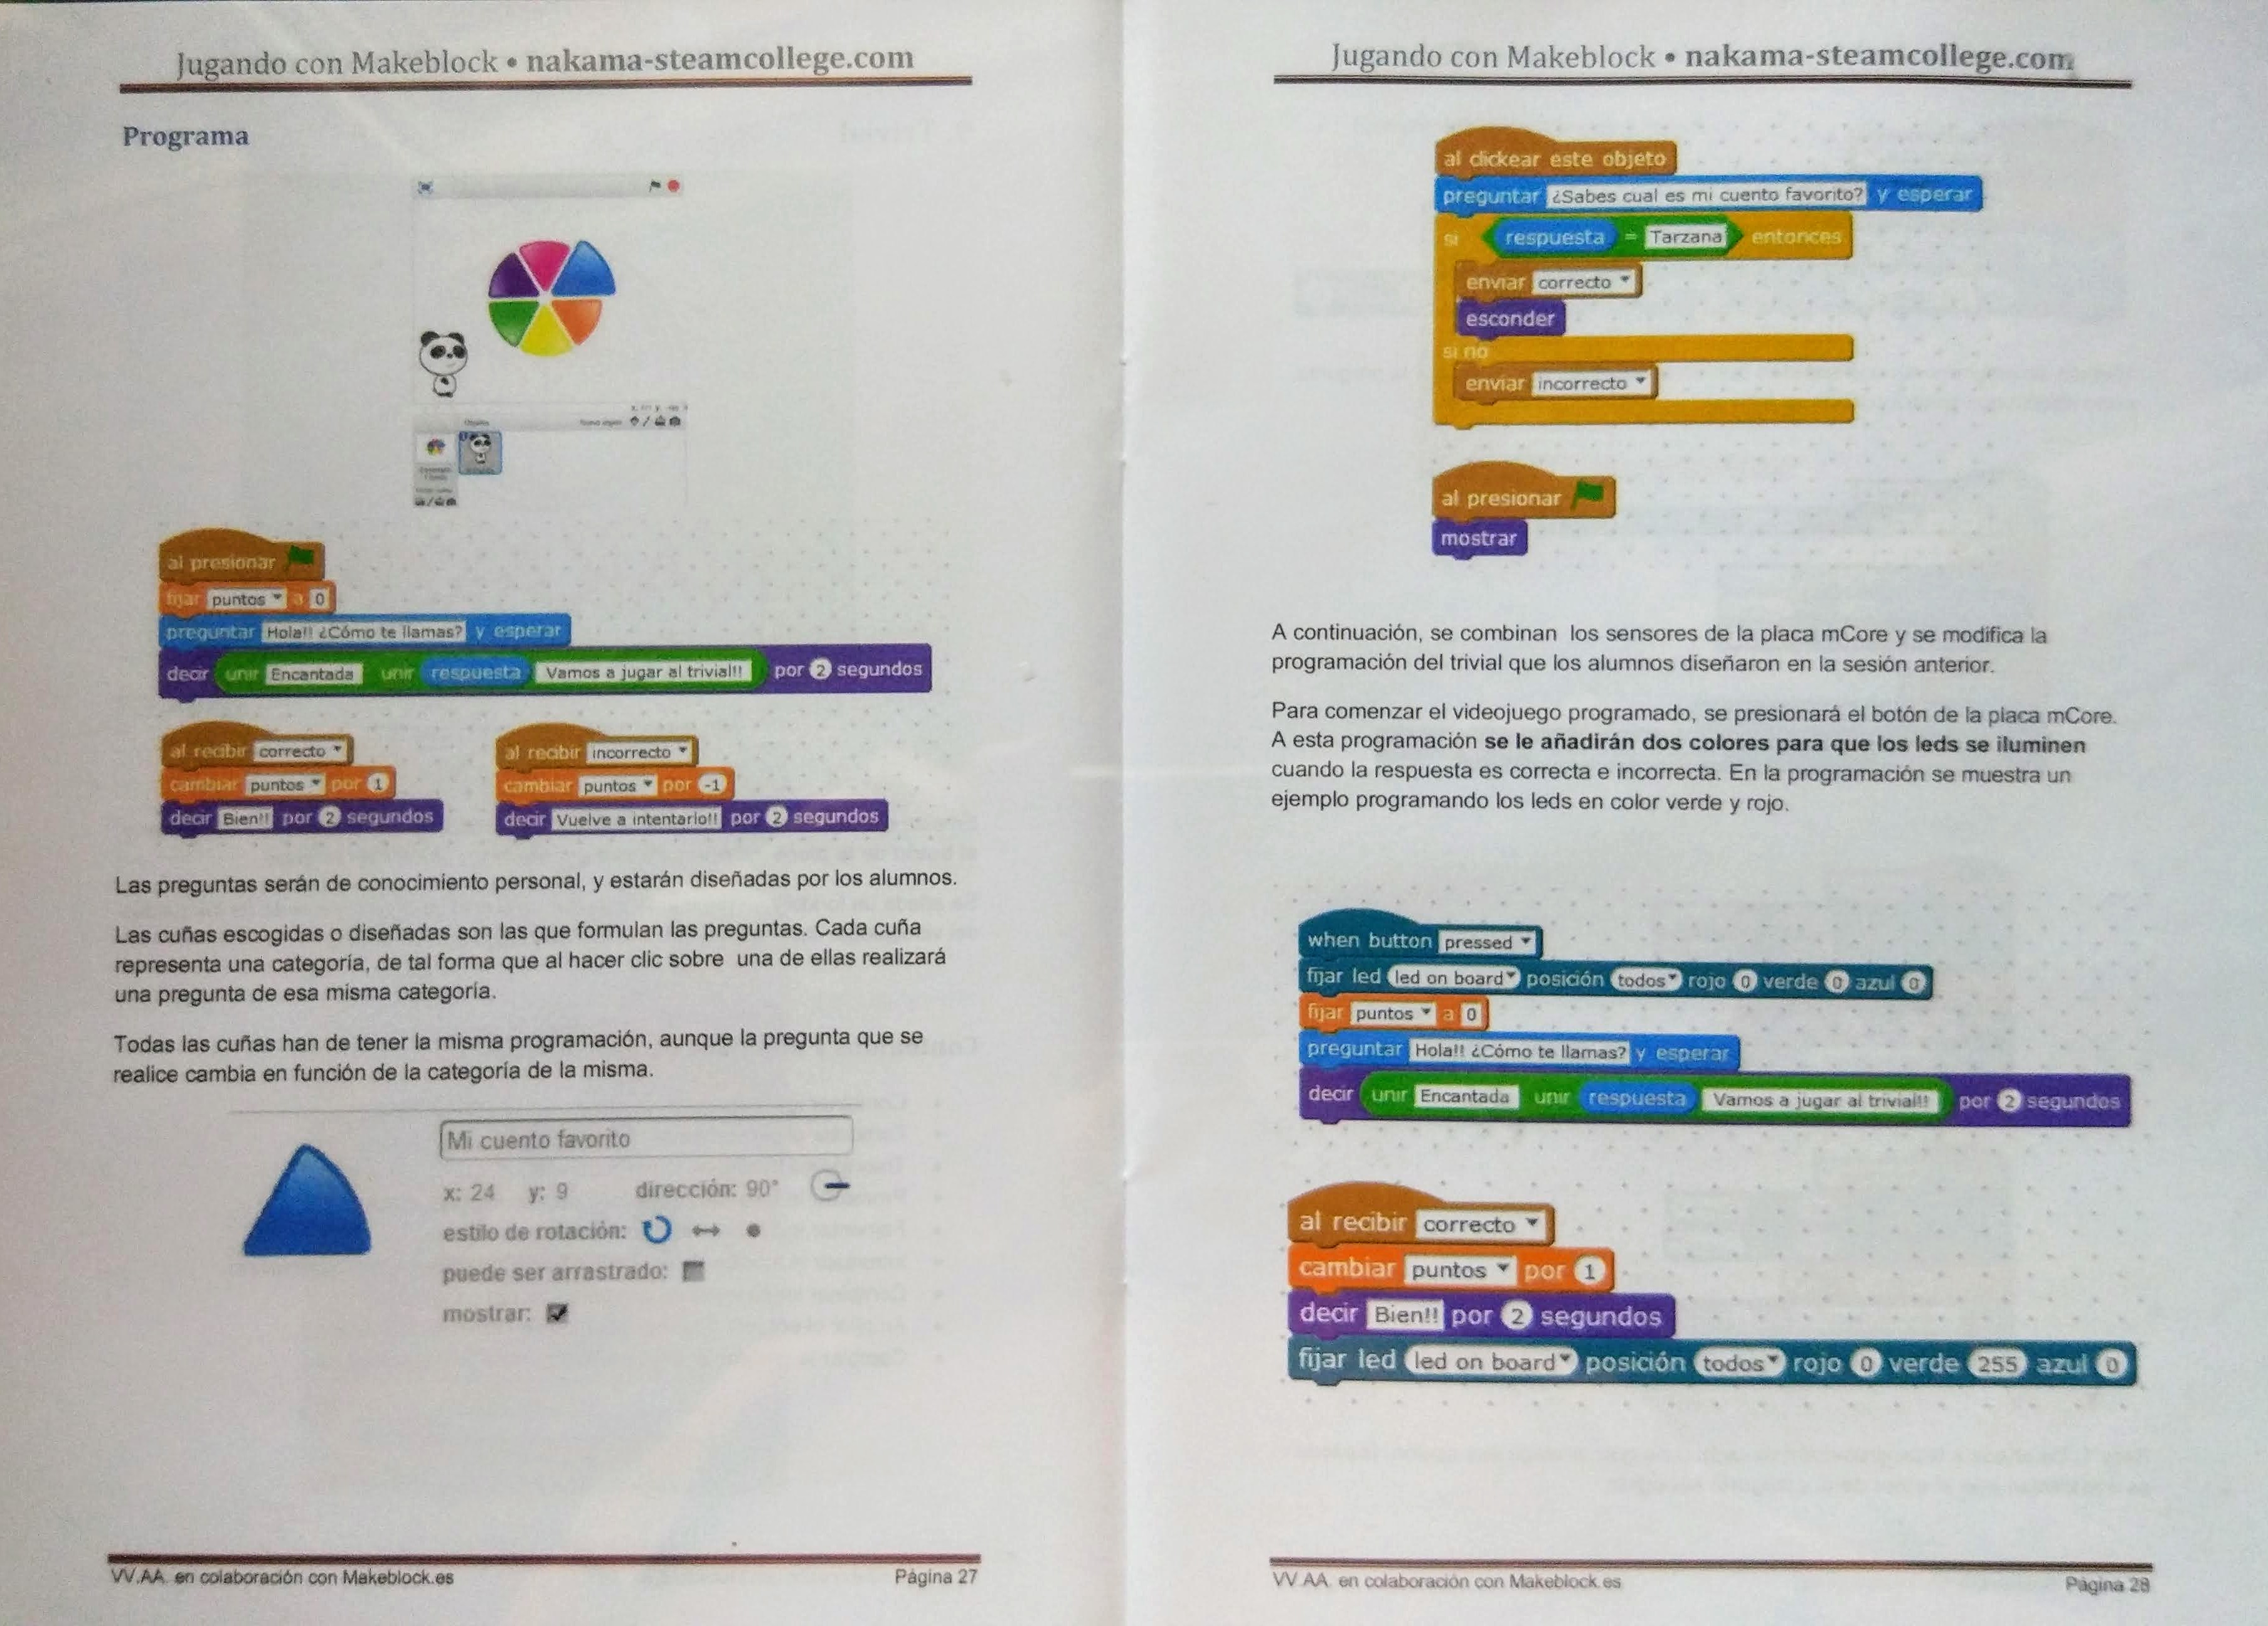 Jugando con Makeblock • nakama-steamcollege.com
Programa
al presionar
fijar puntos a 0
preguntar Hola!! ¿Cómo te llamas? y esperar
decir unir Encantada unir respuesta Vamos a jugar al trivial!! por 2 segundos
al recibir correcto
cambiar puntos por 1
decir Bien!! por 2 segundos
al recibir incorrecto
cambiar puntos por -1
decir Vuelve a intentarlo!! por 2 segundos
Las preguntas serán de conocimiento personal, y estarán diseñadas por los alumnos.
Las cuñas escogidas o diseñadas son las que formulan las preguntas. Cada cuña
representa una categoría, de tal forma que al hacer clic sobre una de ellas realizará
una pregunta de esa misma categoría.
Todas las cuñas han de tener la misma programación, aunque la pregunta que se
realice cambia en función de la categoría de la misma.
Mi cuento favorito
x: 24 y: 9 dirección: 90°
estilo de rotación:
puede ser arrastrado:
mostrar:
VV.AA. en colaboración con Makeblock.es Página 27
Jugando con Makeblock • nakama-steamcollege.com
al clickear este objeto
preguntar ¿Sabes cual es mi cuento favorito? y esperar
si respuesta = Tarzana entonces
enviar correcto
esconder
si no
enviar incorrecto
al presionar
mostrar
A continuación, se combinan los sensores de la placa mCore y se modifica la
programación del trivial que los alumnos diseñaron en la sesión anterior.
Para comenzar el videojuego programado, se presionará el botón de la placa mCore.
A esta programación se le añadirán dos colores para que los leds se iluminen
cuando la respuesta es correcta e incorrecta. En la programación se muestra un
ejemplo programando los leds en color verde y rojo.
when button pressed
fijar led led on board posición todos rojo 0 verde 0 azul 0
fijar puntos a 0
preguntar Hola!! ¿Cómo te llamas? y esperar
decir unir Encantada unir respuesta Vamos a jugar al trivial!! por 2 segundos
al recibir correcto
cambiar puntos por 1
decir Bien!! por 2 segundos
fijar led led on board posición todos rojo 0 verde 255 azul 0
VV.AA. en colaboración con Makeblock.es Página 28